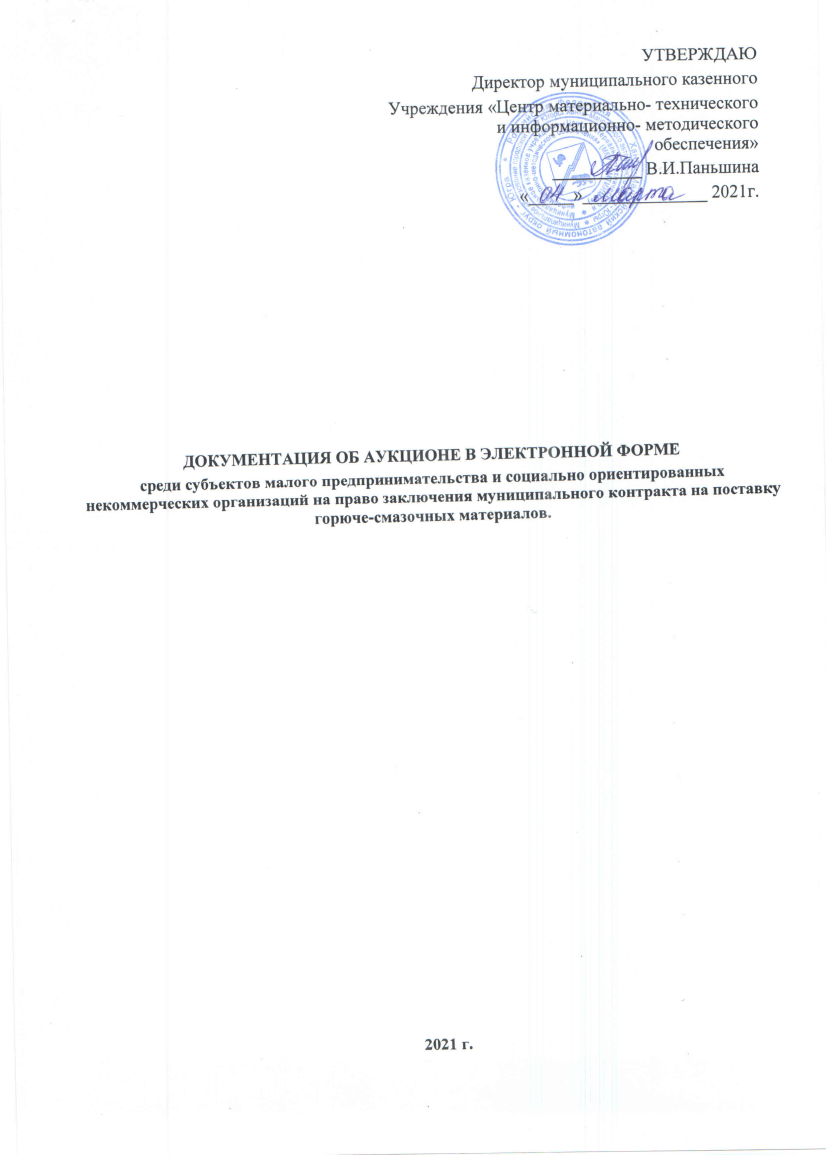 УТВЕРЖДАЮ
Директор муниципального казенного
Учреждения «Центр материально- технического
и информационно- методического
обеспечения»
__________ В.И.Паньшина
«_____» марта 2021г.
ДОКУМЕНТАЦИЯ ОБ АУКЦИОНЕ В ЭЛЕКТРОННОЙ ФОРМЕ
среди субъектов малого предпринимательства и социально ориентированных
некоммерческих организаций на право заключения муниципального контракта на поставку
горюче-смазочных материалов.
2021 г.